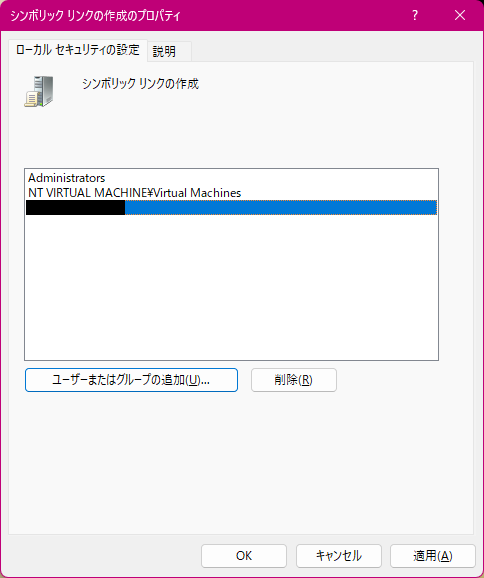 シンボリック リンクの作成のプロパティ
ローカル セキュリティの設定 説明
シンボリック リンクの作成
Administrators
NT VIRTUAL MACHINE¥Virtual Machines
ユーザーまたはグループの追加(U)... 削除(R)
OK キャンセル 適用(A)